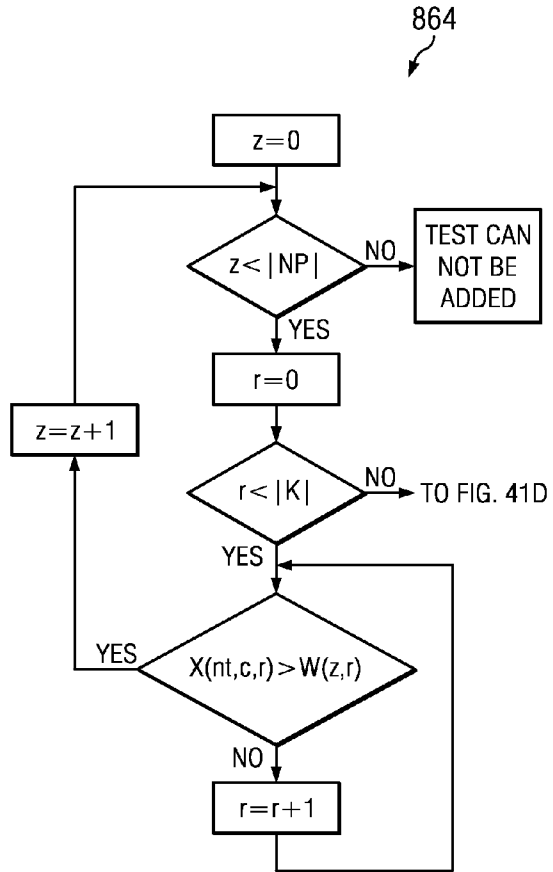 864
z=0
z<|NP|
NO
TEST CAN
NOT BE
ADDED
YES
r=0
z=z+1
r<|K|
NO
TO FIG. 41D
YES
YES
X(nt,c,r)>W(z,r)
NO
r=r+1